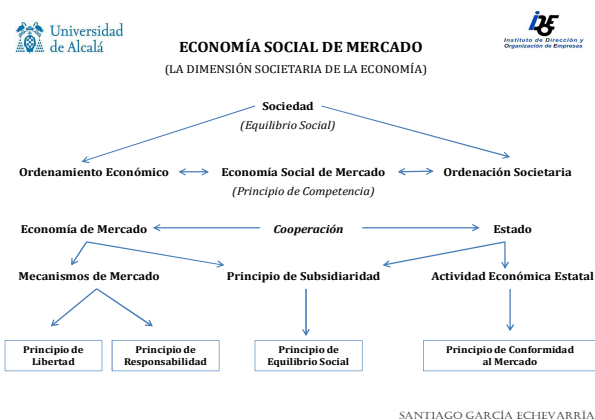 Universidad
de Alcalá
IDOE
Instituto de Dirección y
Organización de Empresas
ECONOMÍA SOCIAL DE MERCADO
(LA DIMENSIÓN SOCIETARIA DE LA ECONOMÍA)
Sociedad
(Equilibrio Social)
Ordenamiento Económico
Economía Social de Mercado
Ordenación Societaria
(Principio de Competencia)
Economía de Mercado
Cooperación
Estado
Mecanismos de Mercado
Principio de Subsidiaridad
Actividad Económica Estatal
Principio de
Libertad
Principio de
Responsabilidad
Principio de
Equilibrio Social
Principio de Conformidad
al Mercado
SANTIAGO GARCÍA ECHEVARRÍA